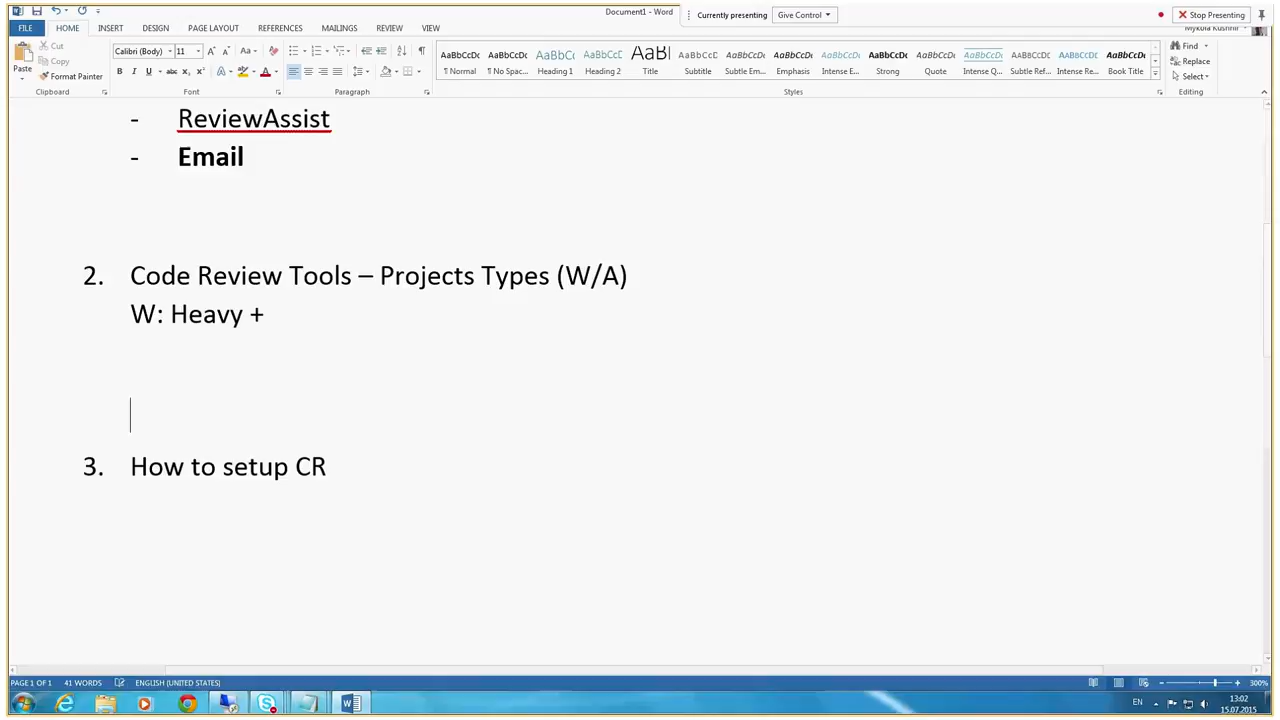 Document1 - Word
Currently presenting
Give Control
Stop Presenting
FILE HOME INSERT DESIGN PAGE LAYOUT REFERENCES MAILINGS REVIEW VIEW
Mykola Kushnir
Paste
Cut
Copy
Format Painter
Calibri (Body) 11
AaBbCcDc AaBbCcDc AaBbC AaBbCcC AaB AaBbCcD AaBbCcDc AaBbCcDc AaBbCcDc AaBbCcDc AaBbCcDc AaBbCcDc AaBbCcDc AaBbCcDc AaBbCcDc
¶ Normal ¶ No Spac... Heading 1 Heading 2 Title Subtitle Subtle Em... Emphasis Intense E... Strong Quote Intense Q... Subtle Ref... Intense Re... Book Title
Find
Replace
Select
Clipboard Font Paragraph Styles Editing
- ReviewAssist
- Email
2. Code Review Tools – Projects Types (W/A)
W: Heavy +
3. How to setup CR
PAGE 1 OF 1 41 WORDS ENGLISH (UNITED STATES)
300%
EN
13:02
15.07.2015